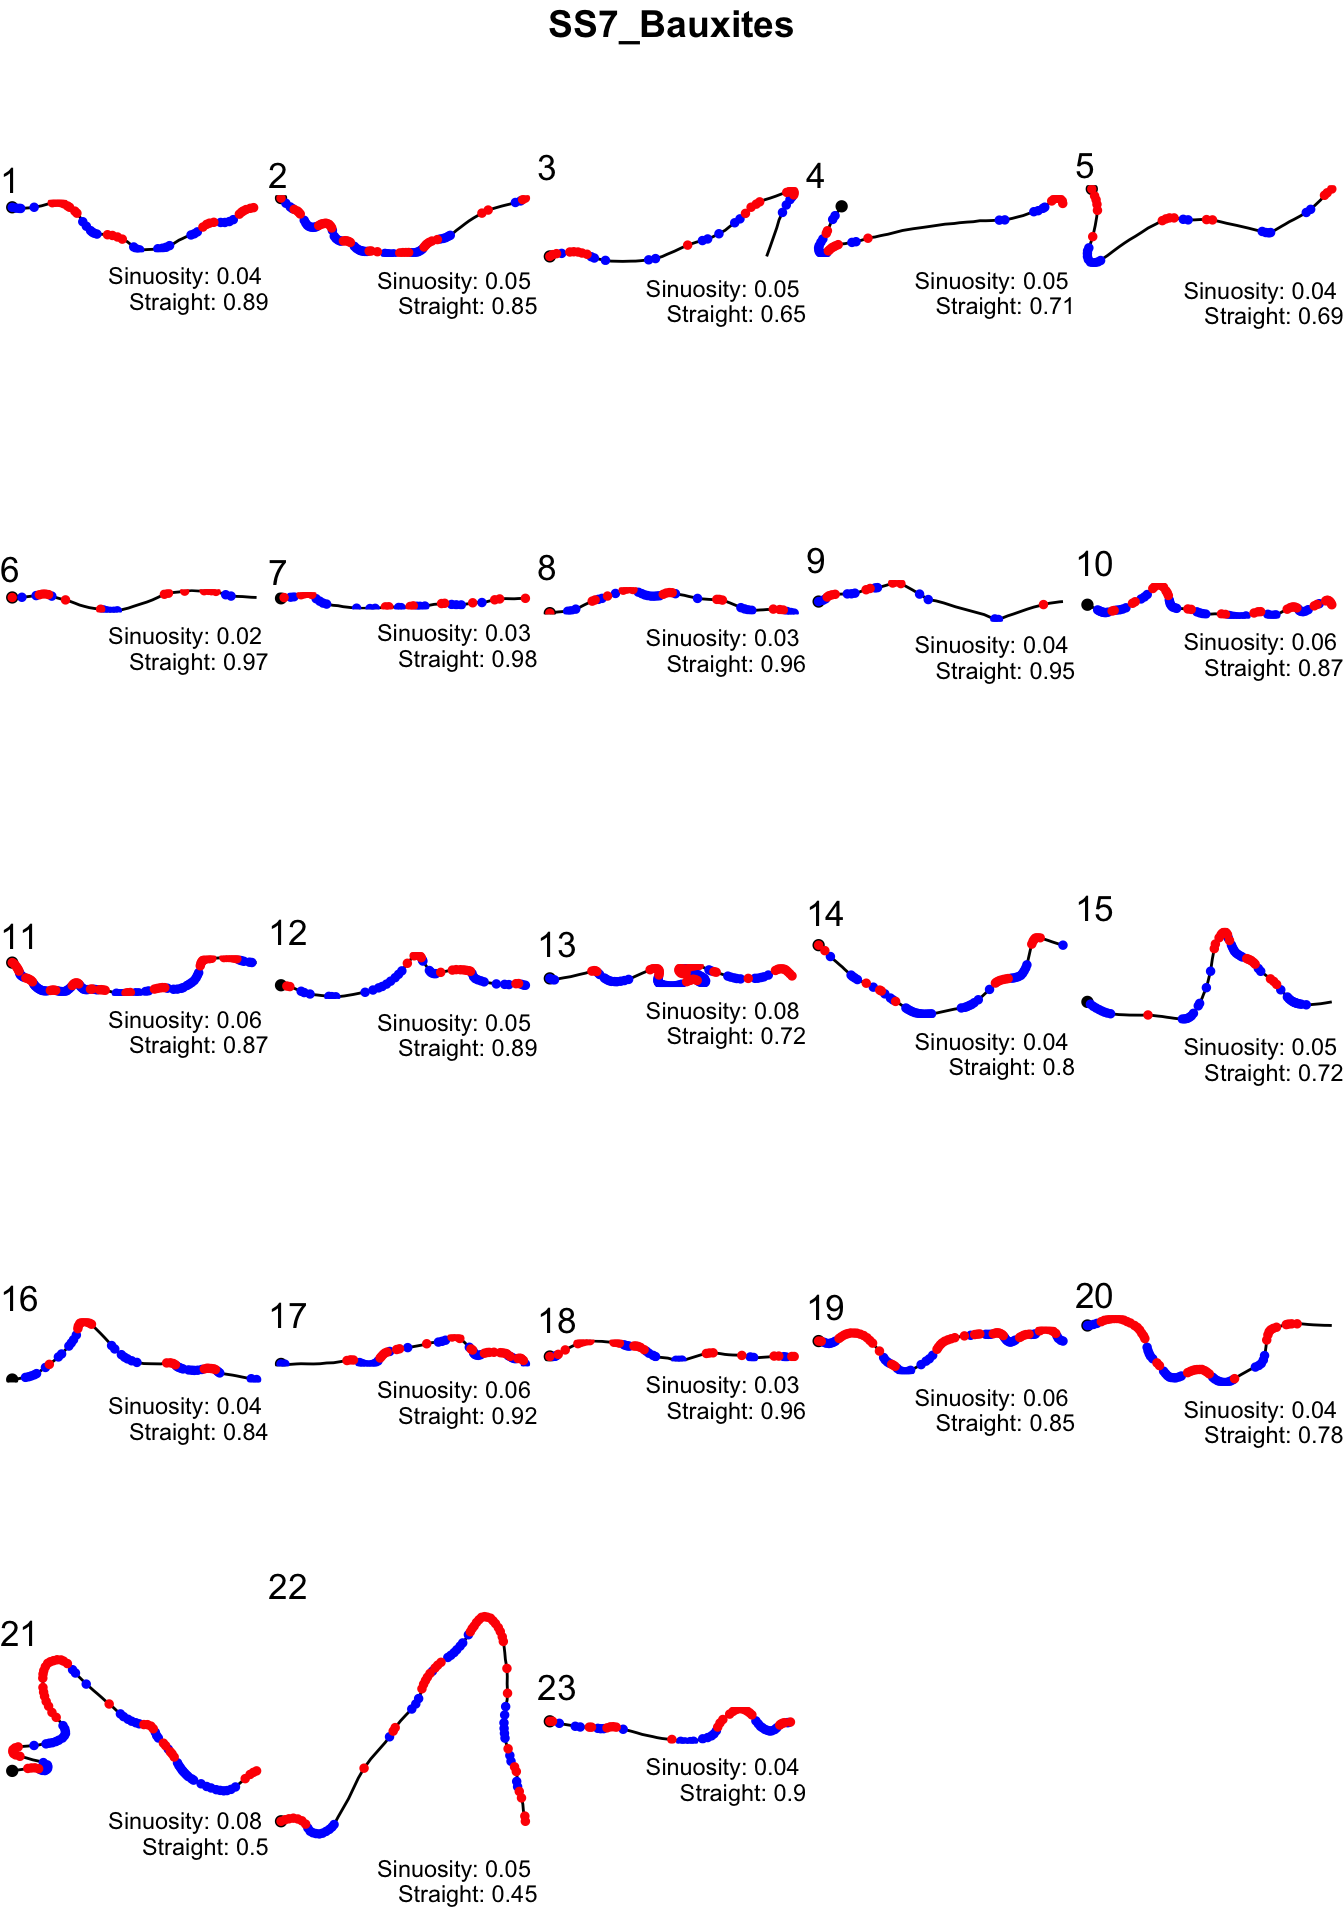 SS7_Bauxites
1
Sinuosity: 0.04
Straight: 0.89
2
Sinuosity: 0.05
Straight: 0.85
3
Sinuosity: 0.05
Straight: 0.65
4
Sinuosity: 0.05
Straight: 0.71
5
Sinuosity: 0.04
Straight: 0.69
6
Sinuosity: 0.02
Straight: 0.97
7
Sinuosity: 0.03
Straight: 0.98
8
Sinuosity: 0.03
Straight: 0.96
9
Sinuosity: 0.04
Straight: 0.95
10
Sinuosity: 0.06
Straight: 0.87
11
Sinuosity: 0.06
Straight: 0.87
12
Sinuosity: 0.05
Straight: 0.89
13
Sinuosity: 0.08
Straight: 0.72
14
Sinuosity: 0.04
Straight: 0.8
15
Sinuosity: 0.05
Straight: 0.72
16
Sinuosity: 0.04
Straight: 0.84
17
Sinuosity: 0.06
Straight: 0.92
18
Sinuosity: 0.03
Straight: 0.96
19
Sinuosity: 0.06
Straight: 0.85
20
Sinuosity: 0.04
Straight: 0.78
21
Sinuosity: 0.08
Straight: 0.5
22
Sinuosity: 0.05
Straight: 0.45
23
Sinuosity: 0.04
Straight: 0.9